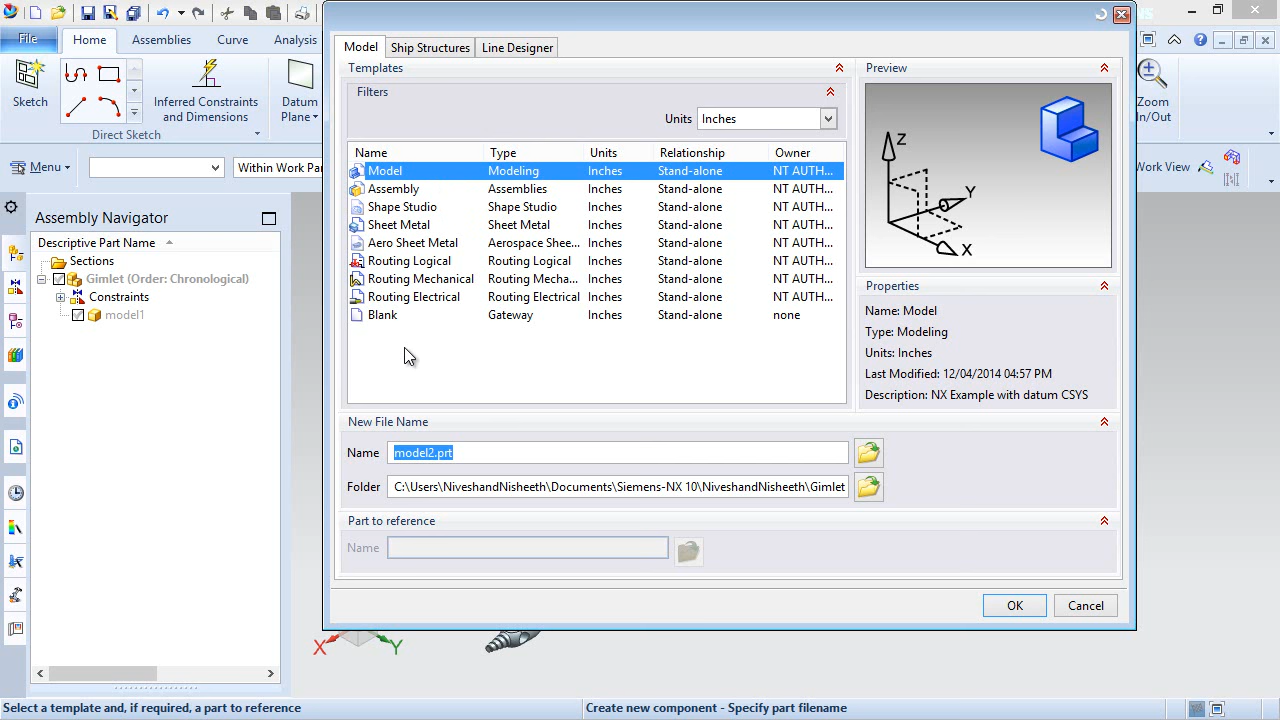 File
Home
Assemblies
Curve
Analysis
Sketch
Inferred Constraints
and Dimensions
Datum
Plane
Direct Sketch
Zoom
In/Out
Menu
Within Work Pa
Work View
Assembly Navigator
Descriptive Part Name
Sections
Gimlet (Order: Chronological)
Constraints
model1
Model
Ship Structures
Line Designer
Templates
Filters
Units
Inches
Name Type Units Relationship Owner
Model Modeling Inches Stand-alone NT AUTH...
Assembly Assemblies Inches Stand-alone NT AUTH...
Shape Studio Shape Studio Inches Stand-alone NT AUTH...
Sheet Metal Sheet Metal Inches Stand-alone NT AUTH...
Aero Sheet Metal Aerospace Shee... Inches Stand-alone NT AUTH...
Routing Logical Routing Logical Inches Stand-alone NT AUTH...
Routing Mechanical Routing Mecha... Inches Stand-alone NT AUTH...
Routing Electrical Routing Electrical Inches Stand-alone NT AUTH...
Blank Gateway Inches Stand-alone none
Preview
Z
Y
X
Properties
Name: Model
Type: Modeling
Units: Inches
Last Modified: 12/04/2014 04:57 PM
Description: NX Example with datum CSYS
New File Name
Name model2.prt
Folder C:\Users\NiveshandNisheeth\Documents\Siemens-NX 10\NiveshandNisheeth\Gimlet
Part to reference
Name
OK
Cancel
X
Y
Select a template and, if required, a part to reference
Create new component - Specify part filename